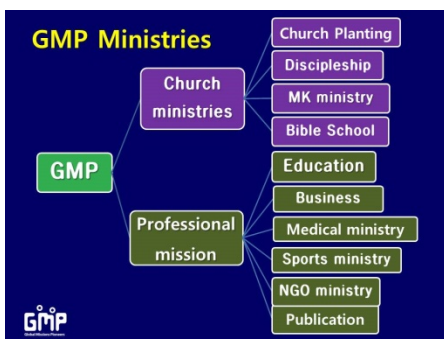 GMP Ministries
Church Planting
Discipleship
Church
ministries
MK ministry
Bible School
GMP
Education
Business
Professional
mission
Medical ministry
Sports ministry
NGO ministry
Publication
GMP